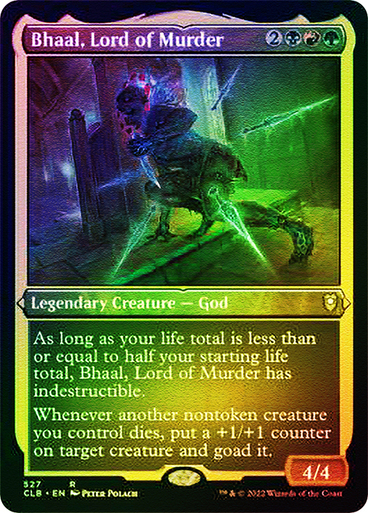 Bhaal, Lord of Murder 2
Legendary Creature — God
As long as your life total is less than
or equal to half your starting life
total, Bhaal, Lord of Murder has
indestructible.
Whenever another nontoken creature
you control dies, put a +1/+1 counter
on target creature and goad it.
4/4
527 R
CLB • EN Peter Polach
™ & © 2022 Wizards of the Coast